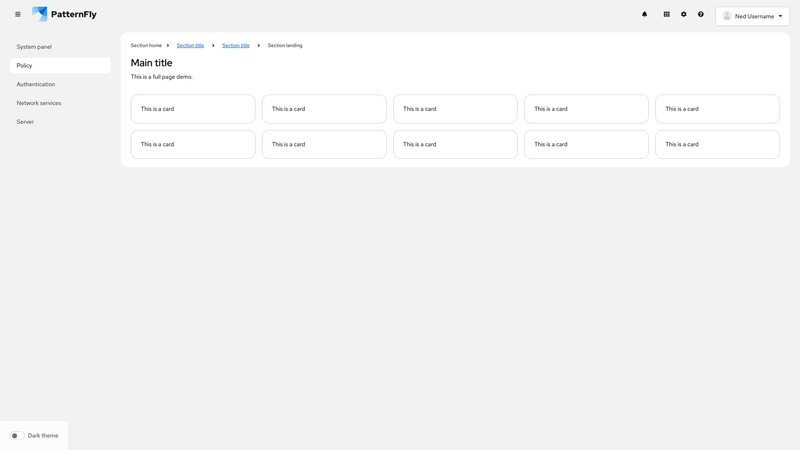 PatternFly
Ned Username
System panel
Policy
Authentication
Network services
Server
Section home Section title Section title Section landing
Main title
This is a full page demo.
This is a card This is a card This is a card This is a card This is a card
This is a card This is a card This is a card This is a card This is a card
Dark theme